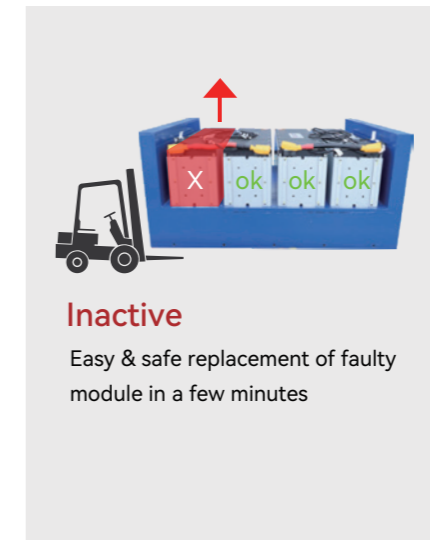 X ok ok ok
Inactive
Easy & safe replacement of faulty
module in a few minutes